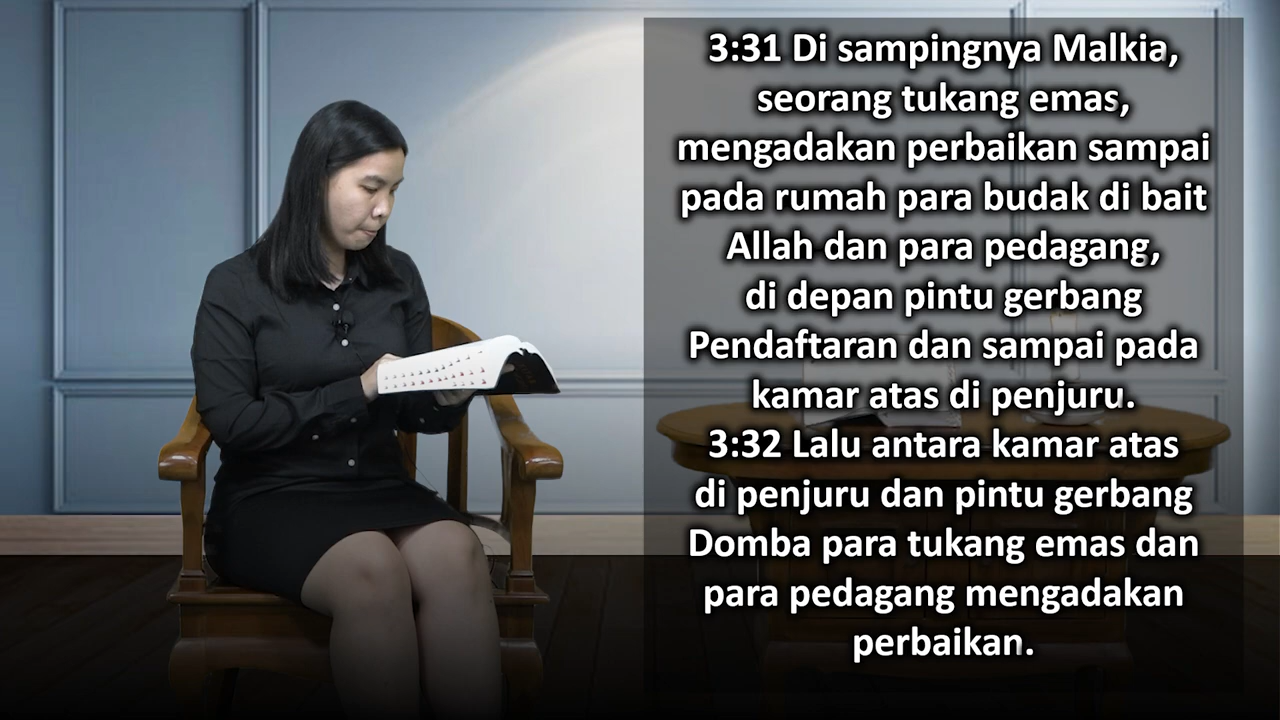 3:31 Di sampingnya Malkia,
seorang tukang emas,
mengadakan perbaikan sampai
pada rumah para budak di bait
Allah dan para pedagang,
di depan pintu gerbang
Pendaftaran dan sampai pada
kamar atas di penjuru.
3:32 Lalu antara kamar atas
di penjuru dan pintu gerbang
Domba para tukang emas dan
para pedagang mengadakan
perbaikan.